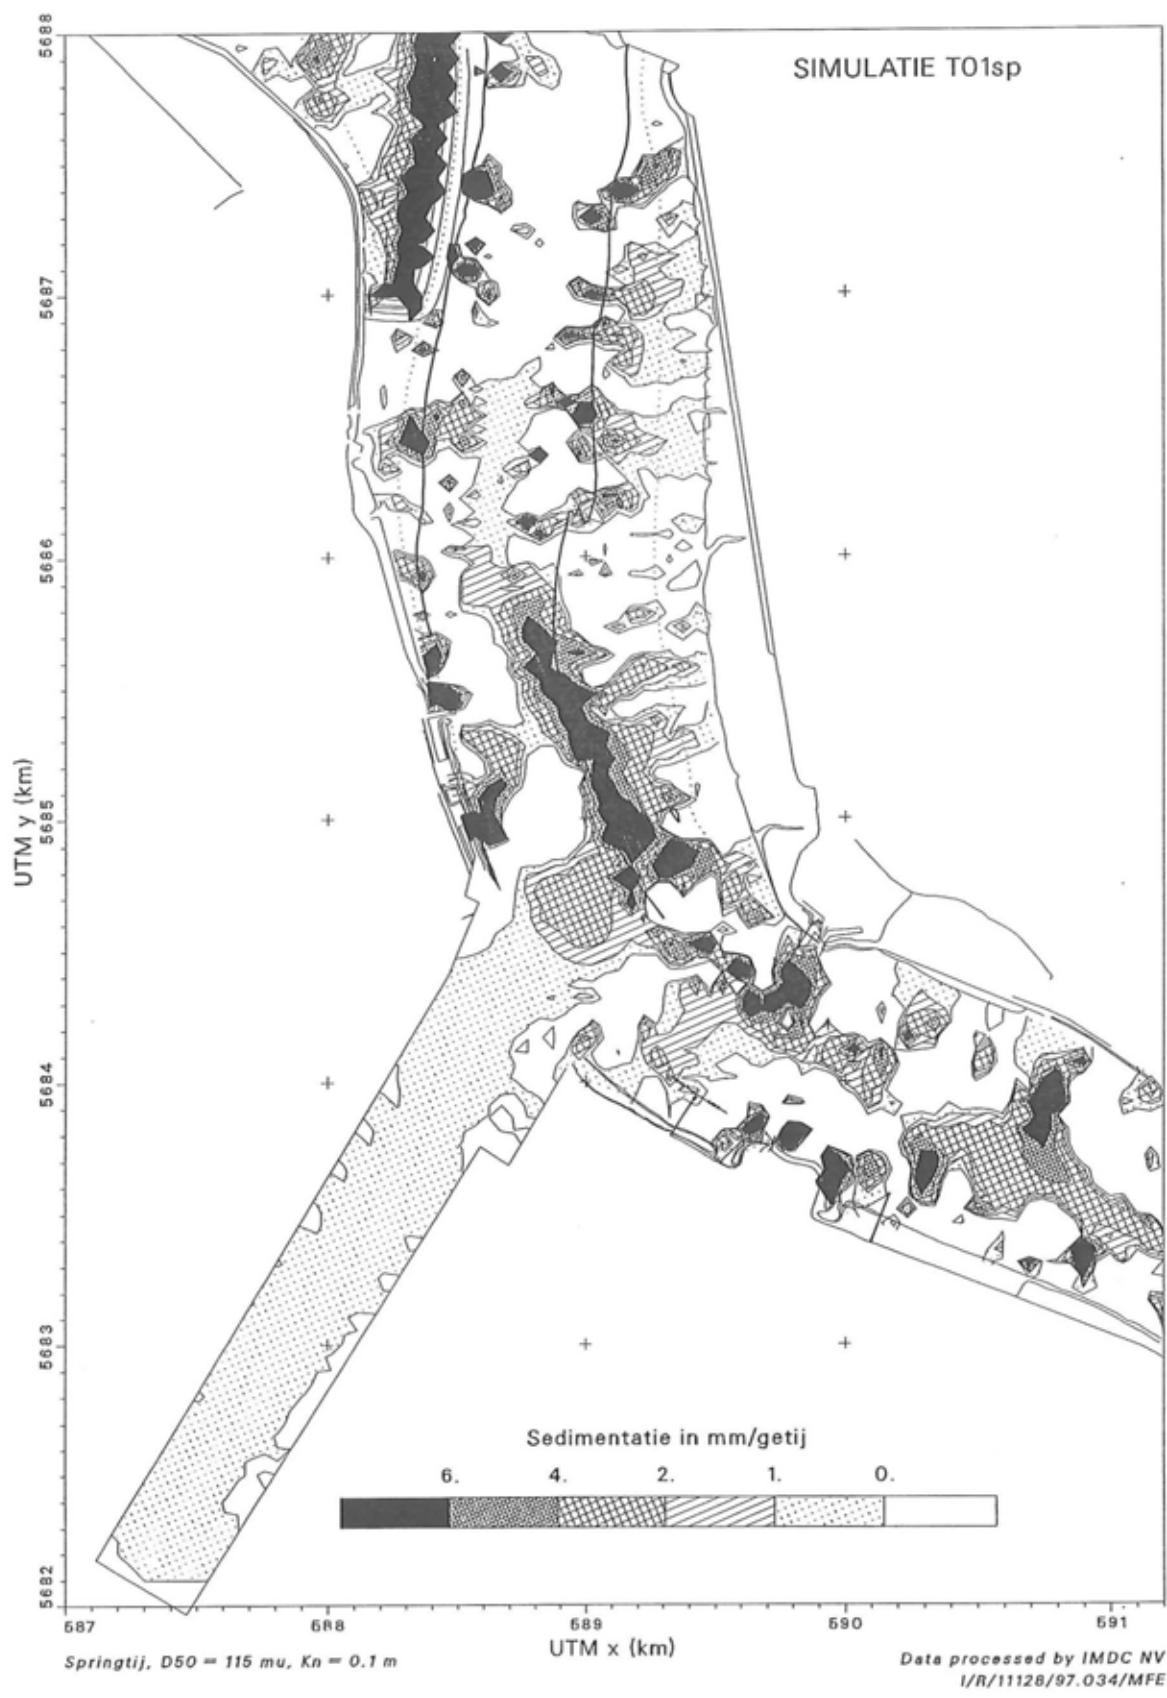 SIMULATIE T01sp
5688
5687
5686
5685
5684
5683
5682
UTM y (km)
Sedimentatie in mm/getij
6. 4. 2. 1. 0.
587 588 589 590 591
UTM x (km)
Springtij, D50 = 115 mu, Kn = 0.1 m
Data processed by IMDC NV
I/R/11128/97.034/MFE